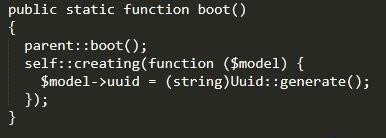 public static function boot()
{
  parent::boot();
  self::creating(function ($model) {
    $model->uuid = (string)Uuid::generate();
  });
}